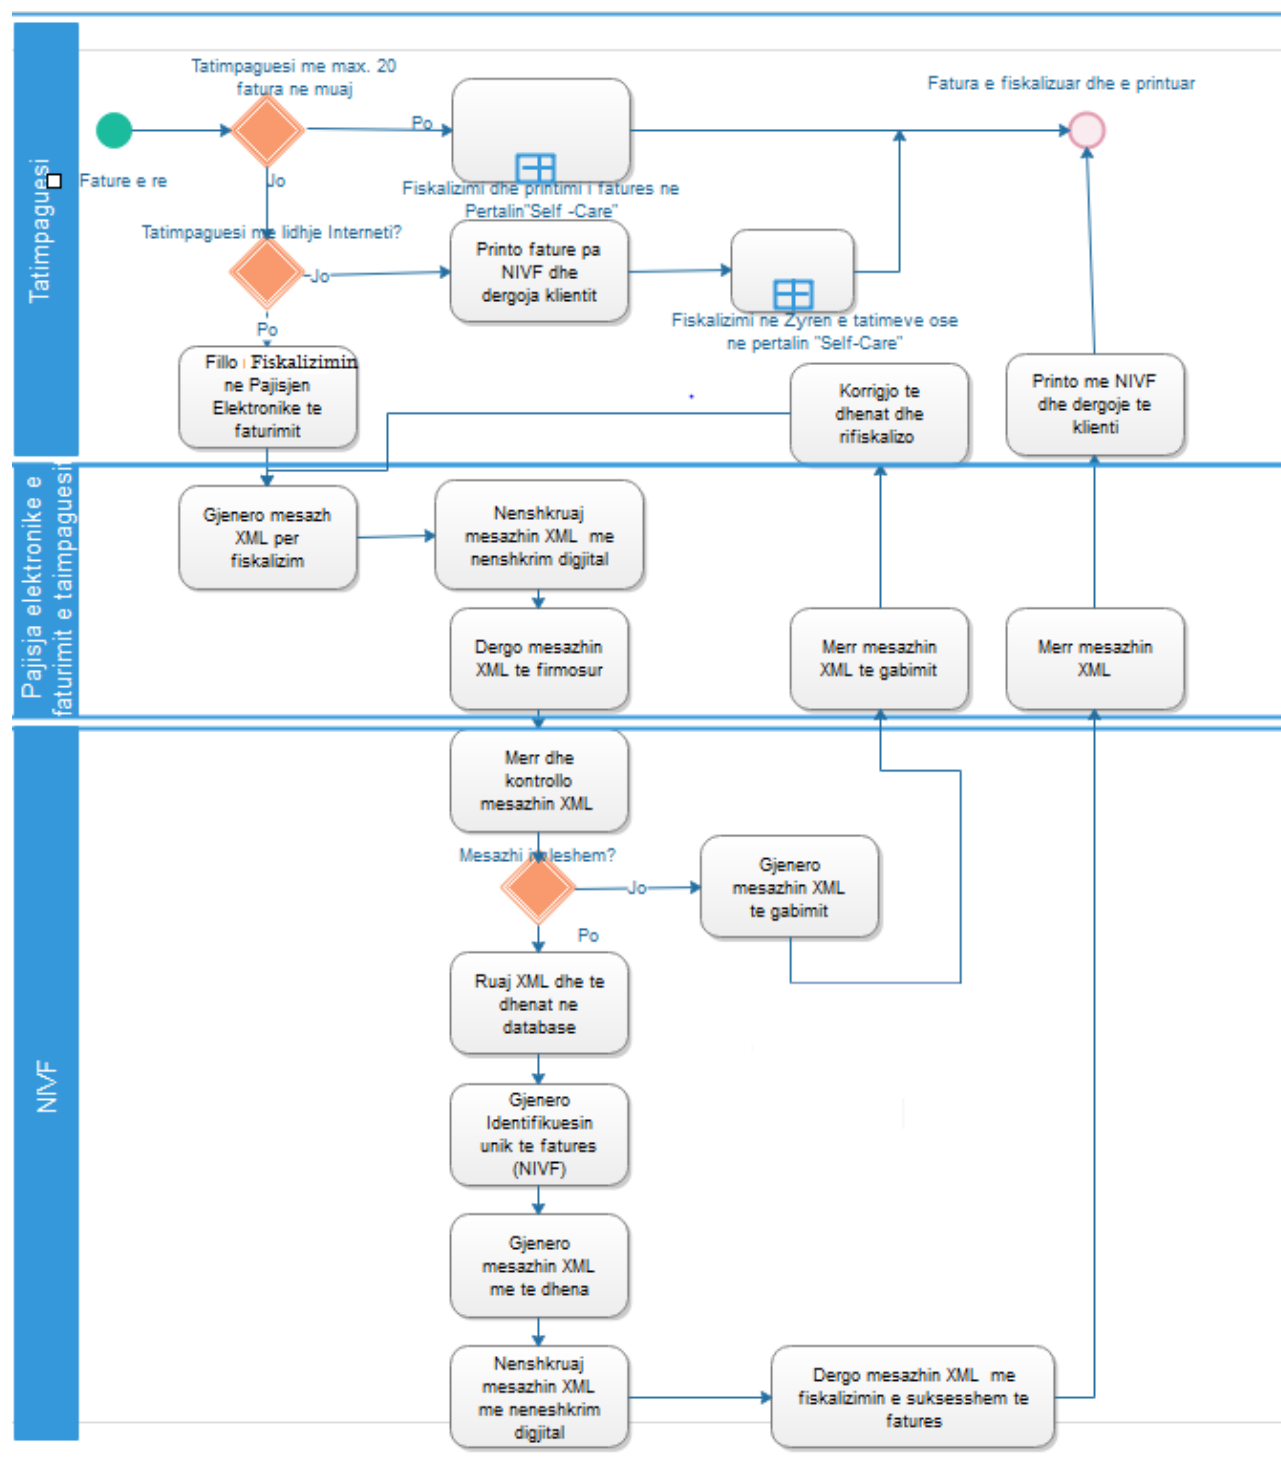 Tatimpaguesi
Tatimpaguesi me max. 20
fatura ne muaj
Fature e re
Po
Jo
Fiskalizimi dhe printimi i fatures ne
Pertalin"Self -Care"
Fatura e fiskalizuar dhe e printuar
Tatimpaguesi me lidhje Interneti?
Jo
Po
Printo fature pa
NIVF dhe
dergoja klientit
Fiskalizimi ne Zyren e tatimeve ose
ne pertalin "Self-Care"
Fillo i Fiskalizimin
ne Pajisjen
Elektronike te
faturimit
Korrigjo te
dhenat dhe
rifiskalizo
Printo me NIVF
dhe dergoje te
klienti
Pajisja elektronike e
faturimit e taimpaguesit
Gjenero mesazh
XML per
fiskalizim
Nenshkruaj
mesazhin XML me
nenshkrim digjital
Dergo mesazhin
XML te firmosur
Merr mesazhin
XML te gabimit
Merr mesazhin
XML
NIVF
Merr dhe
kontrollo
mesazhin XML
Mesazhi i vleshem?
Jo
Po
Gjenero
mesazhin XML
te gabimit
Ruaj XML dhe te
dhenat ne
database
Gjenero
Identifikuesin
unik te fatures
(NIVF)
Gjenero
mesazhin XML
me te dhena
Nenshkruaj
mesazhin XML
me neneshkrim
digjital
Dergo mesazhin XML me
fiskalizimin e suksesshem te
fatures